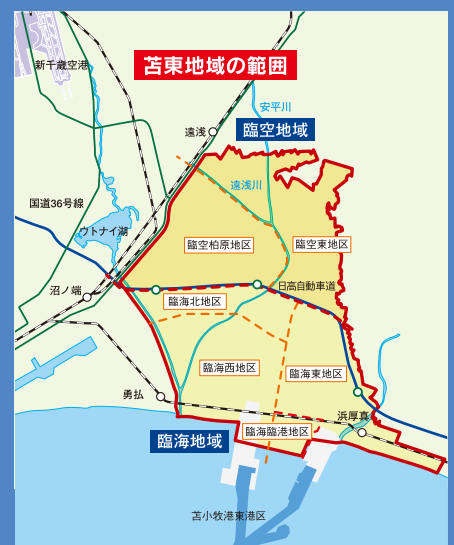 新千歳空港
苫東地域の範囲
安平川
遠浅
臨空地域
遠浅川
国道36号線
ウトナイ湖
臨空柏原地区
臨空東地区
沼ノ端
日高自動車道
臨海北地区
臨海西地区
臨海東地区
勇払
浜厚真
臨海地域
臨海臨港地区
苫小牧港東港区